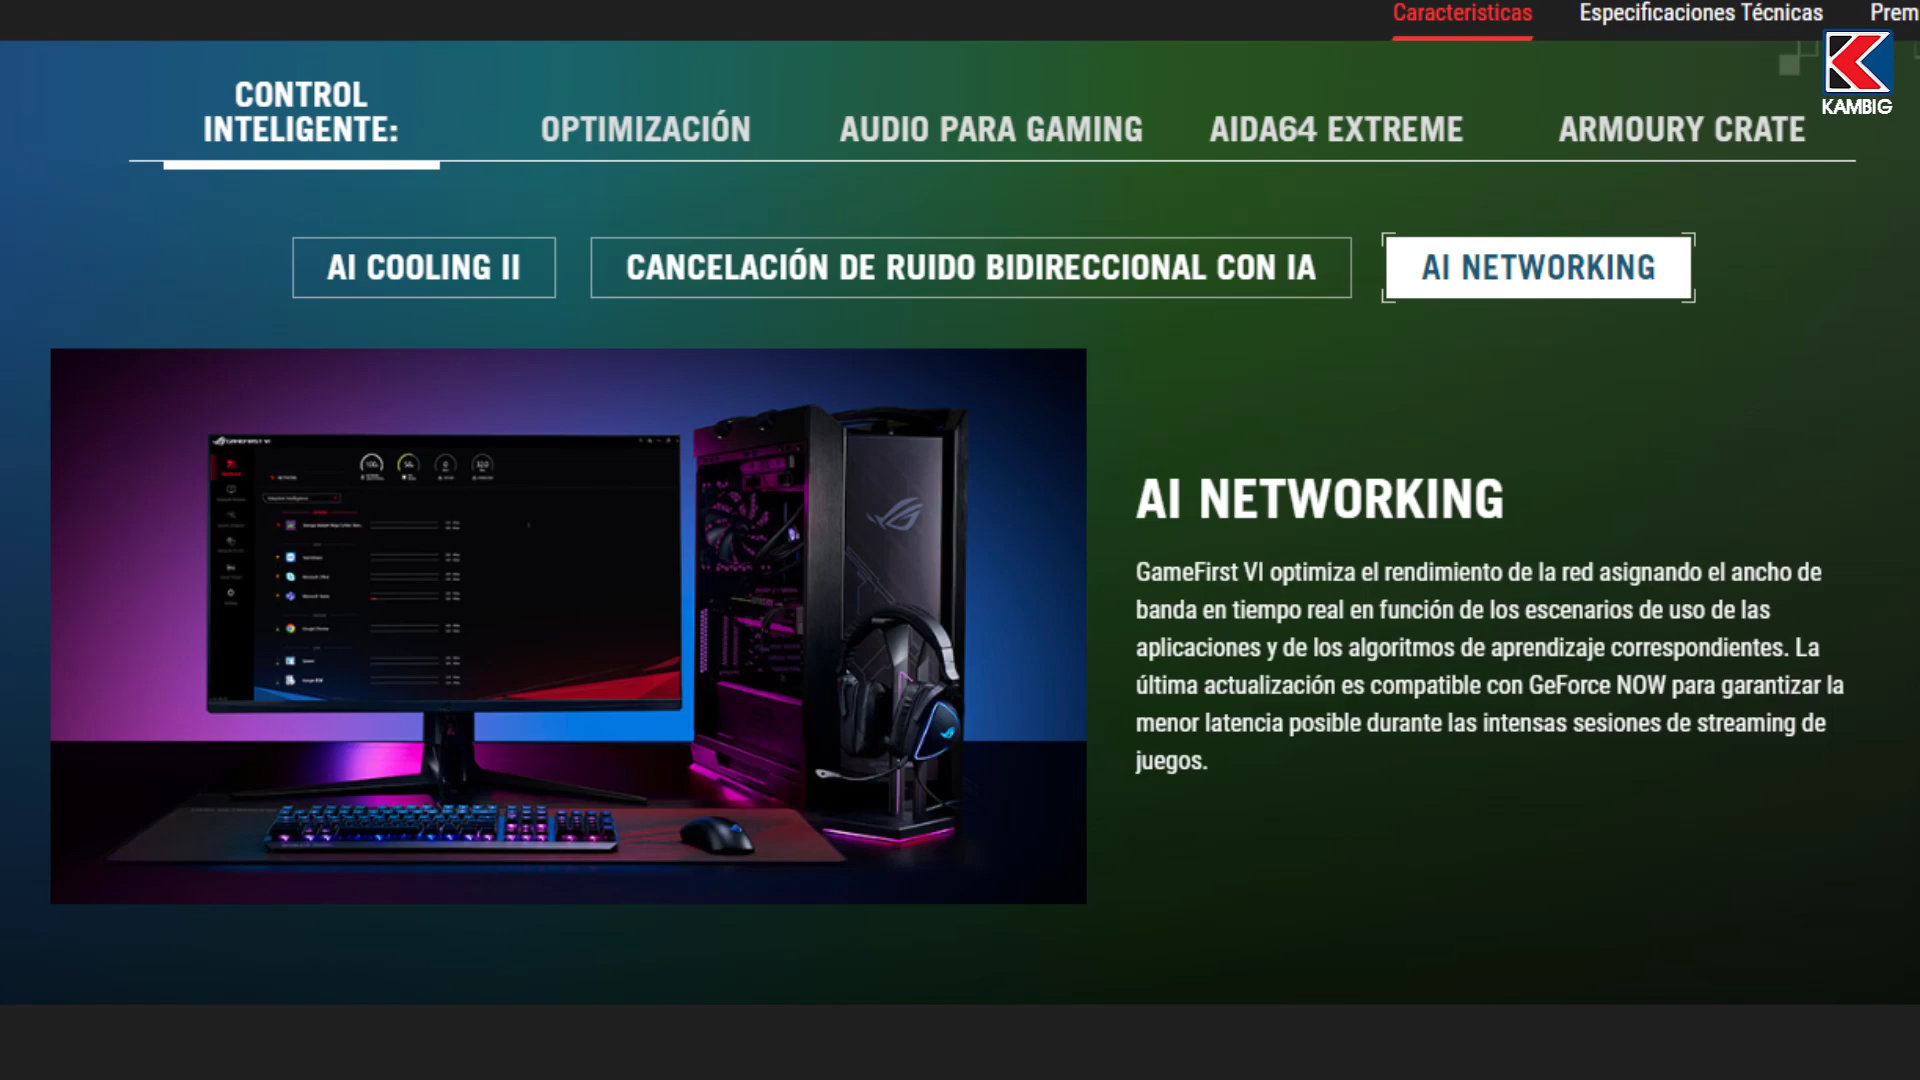 Caracteristicas
Especificaciones Técnicas
Prem
KAMBIG
CONTROL
INTELIGENTE:
OPTIMIZACIÓN
AUDIO PARA GAMING
AIDA64 EXTREME
ARMOURY CRATE
AI COOLING II
CANCELACIÓN DE RUIDO BIDIRECCIONAL CON IA
AI NETWORKING
GAMEFIRST VI
AI NETWORKING
GameFirst VI optimiza el rendimiento de la red asignando el ancho de
banda en tiempo real en función de los escenarios de uso de las
aplicaciones y de los algoritmos de aprendizaje correspondientes. La
última actualización es compatible con GeForce NOW para garantizar la
menor latencia posible durante las intensas sesiones de streaming de
juegos.